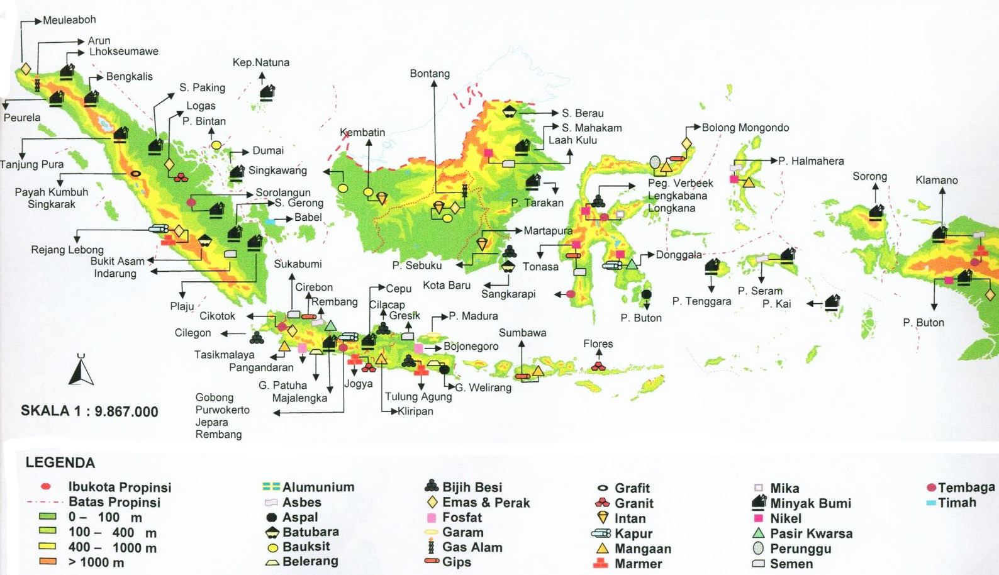 Meuleaboh
Arun
Lhokseumawe
Bengkalis
Peurela
S. Paking
Logas
P. Bintan
Kep.Natuna
Dumai
Tanjung Pura
Singkawang
Payah Kumbuh
Singkarak
Sorolangun
S. Gerong
Babel
Rejang Lebong
Bukit Asam
Indarung
Plaju
Bontang
Kembatin
S. Berau
S. Mahakam
Laah Kulu
P. Tarakan
Martapura
P. Sebuku
Kota Baru
Bolong Mongondo
Peg. Verbeek
Lengkabana
Longkana
Tonasa
Donggala
Sangkarapi
P. Buton
P. Halmahera
P. Tenggara
P. Seram
P. Kai
Sorong
Klamano
P. Buton
Sukabumi
Cirebon
Rembang
Cepu
Cilacap
Gresik
P. Madura
Cikotok
Cilegon
Tasikmalaya
Pangandaran
G. Patuha
Majalengka
Jogya
Bojonegoro
G. Welirang
Tulung Agung
Kliripan
Gobong
Purwokerto
Jepara
Rembang
Sumbawa
Flores
U
SKALA 1 : 9.867.000
LEGENDA
Ibukota Propinsi
Batas Propinsi
0 – 100 m
100 – 400 m
400 – 1000 m
> 1000 m
Alumunium
Asbes
Aspal
Batubara
Bauksit
Belerang
Bijih Besi
Emas & Perak
Fosfat
Garam
Gas Alam
Gips
Grafit
Granit
Intan
Kapur
Mangaan
Marmer
Mika
Minyak Bumi
Nikel
Pasir Kwarsa
Perunggu
Semen
Tembaga
Timah